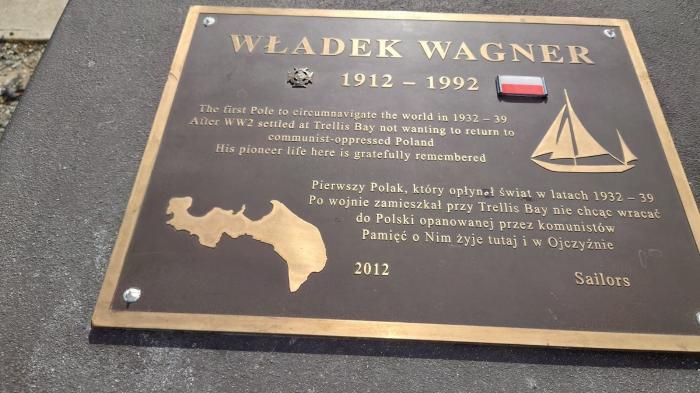 WŁADEK WAGNER
1912 – 1992
The first Pole to circumnavigate the world in 1932 – 39
After WW2 settled at Trellis Bay not wanting to return to
communist-oppressed Poland
His pioneer life here is gratefully remembered
Pierwszy Polak, który opłynął świat w latach 1932 – 39
Po wojnie zamieszkał przy Trellis Bay nie chcąc wracać
do Polski opanowanej przez komunistów
Pamięć o Nim żyje tutaj i w Ojczyźnie
2012
Sailors